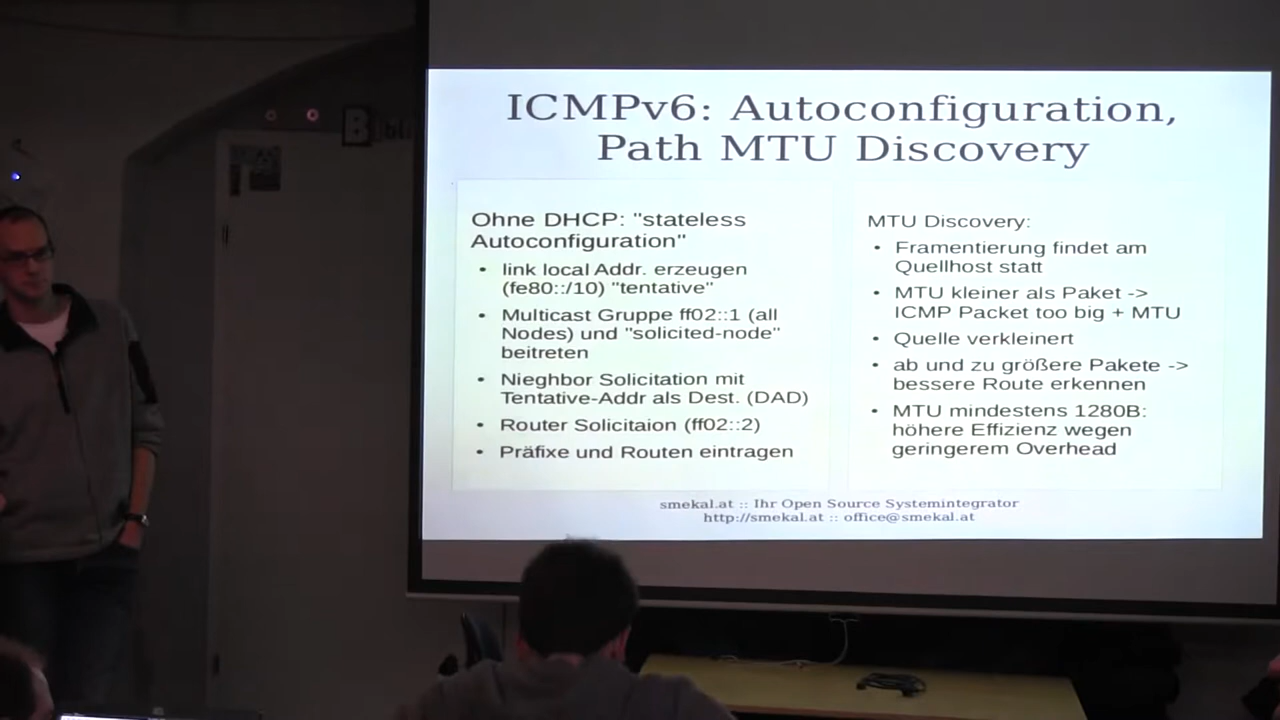 ICMPv6: Autoconfiguration,
Path MTU Discovery
Ohne DHCP: "stateless
Autoconfiguration"
• link local Addr. erzeugen
(fe80::/10) "tentative"
• Multicast Gruppe ff02::1 (all
Nodes) und "solicited-node"
beitreten
• Nieghbor Solicitation mit
Tentative-Addr als Dest. (DAD)
• Router Solicitaion (ff02::2)
• Präfixe und Routen eintragen
MTU Discovery:
• Framentierung findet am
Quellhost statt
• MTU kleiner als Paket ->
ICMP Packet too big + MTU
• Quelle verkleinert
• ab und zu größere Pakete ->
bessere Route erkennen
• MTU mindestens 1280B:
höhere Effizienz wegen
geringerem Overhead
smekal.at :: Ihr Open Source Systemintegrator
http://smekal.at :: office@smekal.at